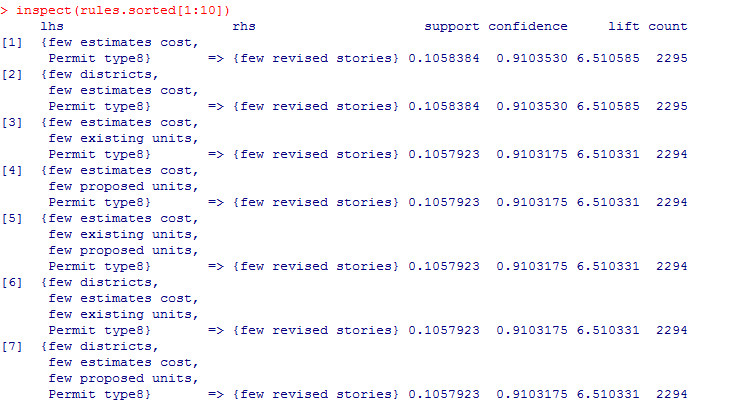 > inspect(rules.sorted[1:10])
lhs rhs support confidence lift count
[1] {few estimates cost,
Permit type8} => {few revised stories} 0.1058384 0.9103530 6.510585 2295
[2] {few districts,
few estimates cost,
Permit type8} => {few revised stories} 0.1058384 0.9103530 6.510585 2295
[3] {few estimates cost,
few existing units,
Permit type8} => {few revised stories} 0.1057923 0.9103175 6.510331 2294
[4] {few estimates cost,
few proposed units,
Permit type8} => {few revised stories} 0.1057923 0.9103175 6.510331 2294
[5] {few estimates cost,
few existing units,
few proposed units,
Permit type8} => {few revised stories} 0.1057923 0.9103175 6.510331 2294
[6] {few districts,
few estimates cost,
few existing units,
Permit type8} => {few revised stories} 0.1057923 0.9103175 6.510331 2294
[7] {few districts,
few estimates cost,
few proposed units,
Permit type8} => {few revised stories} 0.1057923 0.9103175 6.510331 2294